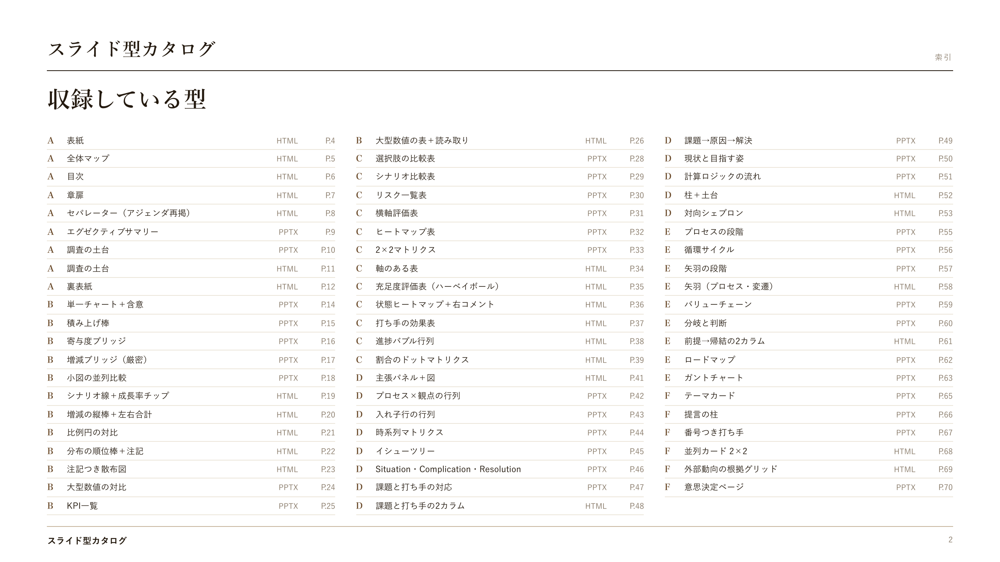 スライド型カタログ
索引
収録している型
A 表紙 HTML P.4
A 全体マップ HTML P.5
A 目次 HTML P.6
A 章扉 HTML P.7
A セパレーター（アジェンダ再掲） HTML P.8
A エグゼクティブサマリー PPTX P.9
A 調査の土台 PPTX P.10
A 調査の土台 HTML P.11
A 裏表紙 HTML P.12
B 単一チャート＋含意 PPTX P.14
B 積み上げ棒 PPTX P.15
B 寄与度ブリッジ PPTX P.16
B 増減ブリッジ（厳密） PPTX P.17
B 小図の並列比較 PPTX P.18
B シナリオ線＋成長率チップ HTML P.19
B 増減の縦棒＋左右合計 HTML P.20
B 比例円の対比 HTML P.21
B 分布の順位棒＋注記 HTML P.22
B 注記つき散布図 HTML P.23
B 大型数値の対比 PPTX P.24
B KPI一覧 PPTX P.25
B 大型数値の表＋読み取り HTML P.26
C 選択肢の比較表 PPTX P.28
C シナリオ比較表 PPTX P.29
C リスク一覧表 PPTX P.30
C 横軸評価表 PPTX P.31
C ヒートマップ表 PPTX P.32
C 2×2マトリクス PPTX P.33
C 軸のある表 HTML P.34
C 充足度評価表（ハーベイボール） HTML P.35
C 状態ヒートマップ＋右コメント HTML P.36
C 打ち手の効果表 HTML P.37
C 進捗バブル行列 HTML P.38
C 割合のドットマトリクス HTML P.39
D 主張パネル＋図 HTML P.41
D プロセス×観点の行列 PPTX P.42
D 入れ子行の行列 PPTX P.43
D 時系列マトリクス PPTX P.44
D イシューツリー PPTX P.45
D Situation・Complication・Resolution PPTX P.46
D 課題と打ち手の対応 PPTX P.47
D 課題と打ち手の2カラム HTML P.48
D 課題→原因→解決 PPTX P.49
D 現状と目指す姿 PPTX P.50
D 計算ロジックの流れ PPTX P.51
D 柱＋土台 HTML P.52
D 対向シェブロン HTML P.53
E プロセスの段階 PPTX P.55
E 循環サイクル PPTX P.56
E 矢羽の段階 PPTX P.57
E 矢羽（プロセス・変遷） HTML P.58
E バリューチェーン PPTX P.59
E 分岐と判断 PPTX P.60
E 前提→帰結の2カラム HTML P.61
E ロードマップ PPTX P.62
E ガントチャート PPTX P.63
F テーマカード PPTX P.65
F 提言の柱 PPTX P.66
F 番号つき打ち手 PPTX P.67
F 並列カード 2×2 HTML P.68
F 外部動向の根拠グリッド HTML P.69
F 意思決定ページ PPTX P.70
スライド型カタログ
2